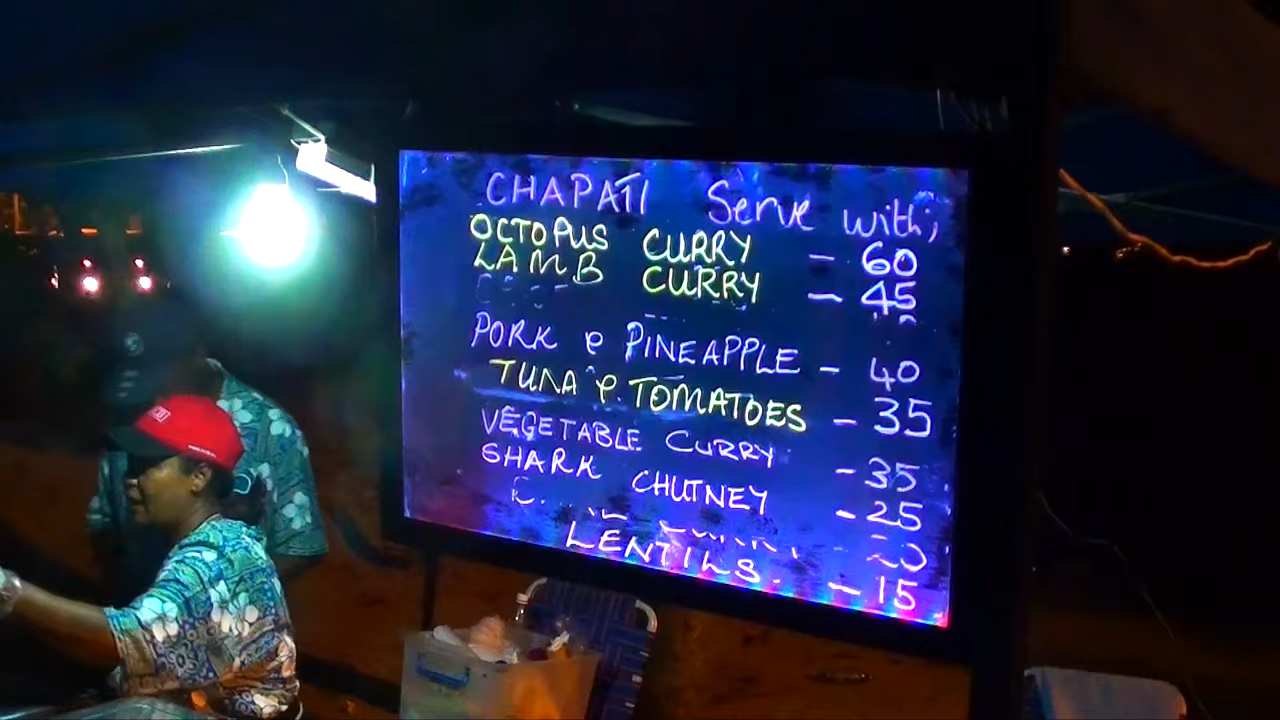 CHAPATI Serve with;
OCTOPUS CURRY - 60
LAMB CURRY - 45
PORK & PINEAPPLE - 40
TUNA & TOMATOES - 35
VEGETABLE CURRY - 35
SHARK CHUTNEY - 25
LENTILS. - 15